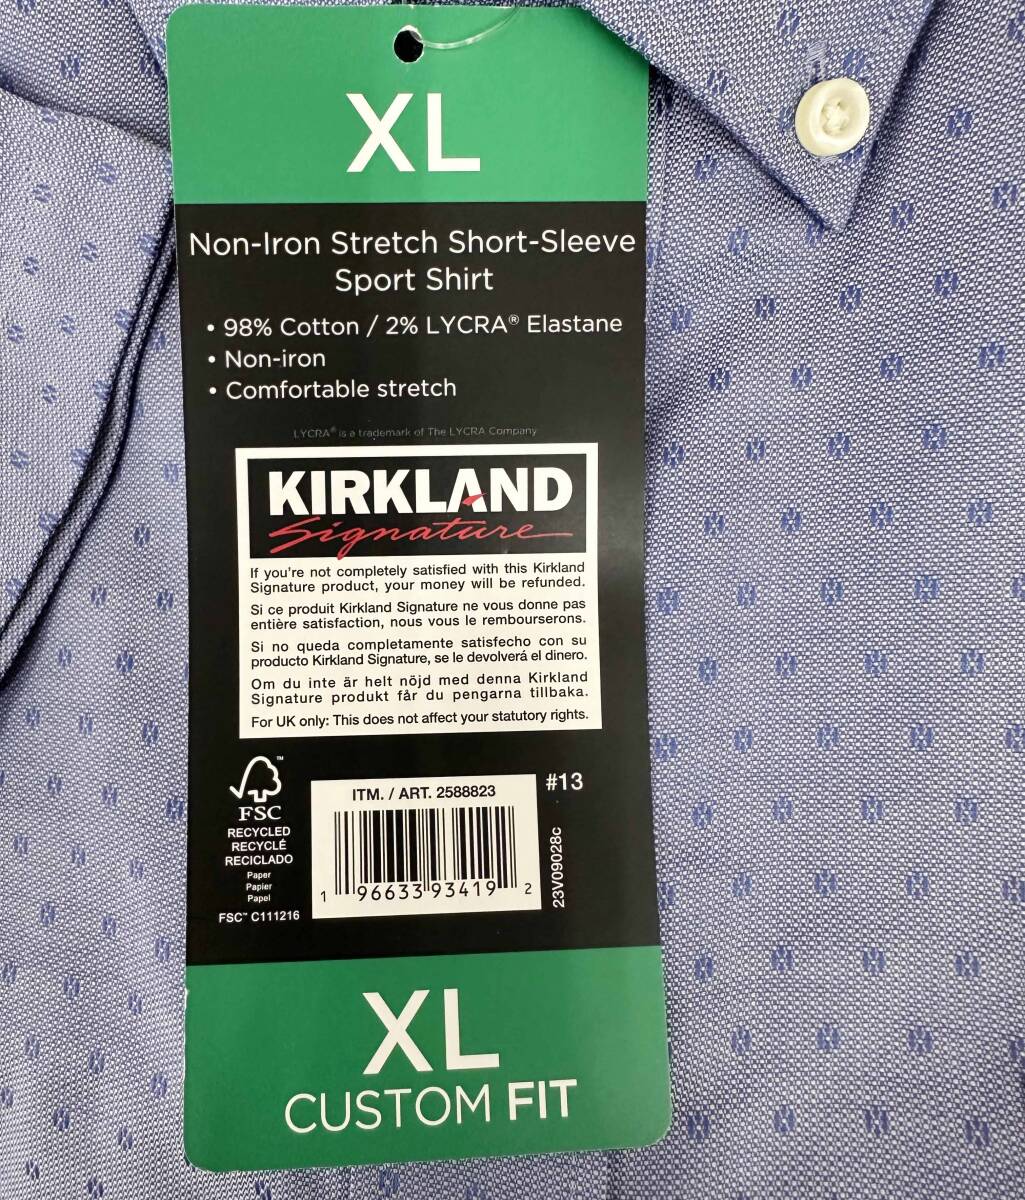 XL
Non-Iron Stretch Short-Sleeve
Sport Shirt
• 98% Cotton / 2% LYCRA® Elastane
• Non-iron
• Comfortable stretch
LYCRA® is a trademark of The LYCRA Company
KIRKLAND
Signature
If you're not completely satisfied with this Kirkland
Signature product, your money will be refunded.
Si ce produit Kirkland Signature ne vous donne pas
entière satisfaction, nous vous le rembourserons.
Si no queda completamente satisfecho con su
producto Kirkland Signature, se le devolverá el dinero.
Om du inte är helt nöjd med denna Kirkland
Signature produkt får du pengarna tillbaka.
For UK only: This does not affect your statutory rights.
FSC™
RECYCLED
RECYCLÉ
RECICLADO
Paper
Papier
Papel
FSC™ C111216
ITM. / ART. 2588823
1 96633 93419 2
#13
23V09028c
XL
CUSTOM FIT